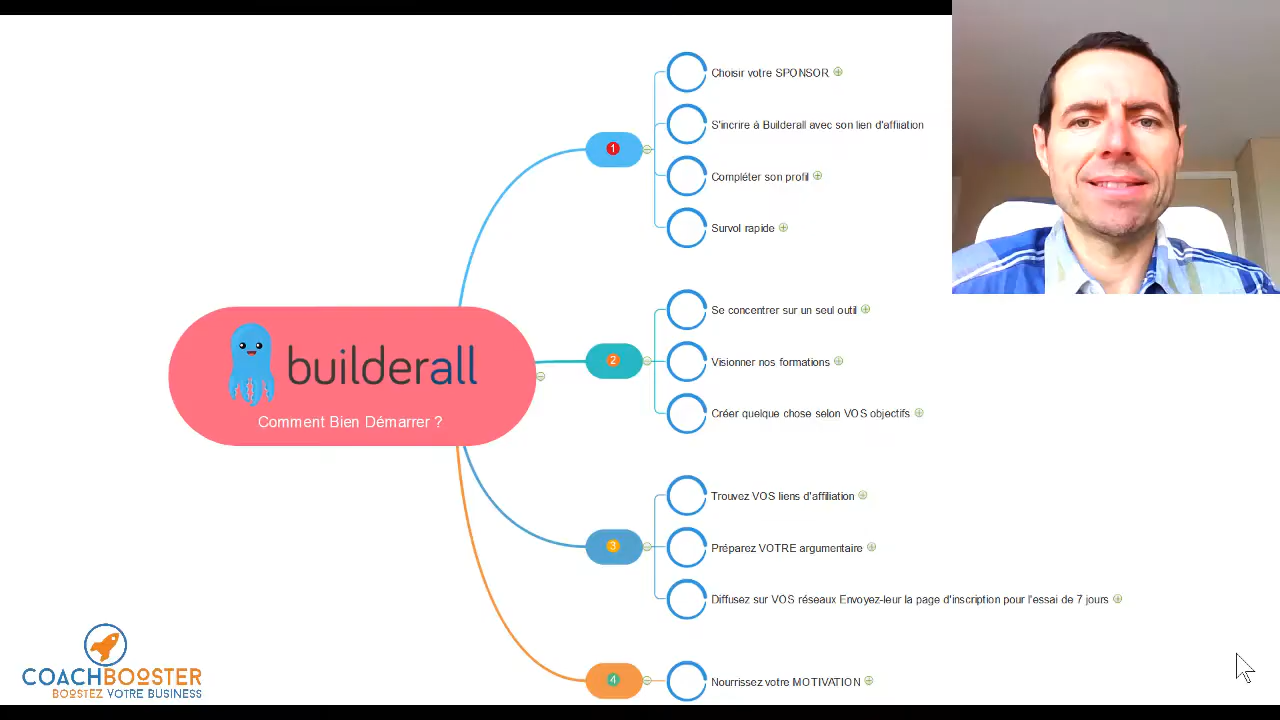 1
Choisir votre SPONSOR
S'incrire à Builderall avec son lien d'affiiation
Compléter son profil
Survol rapide
builderall
Comment Bien Démarrer ?
2
Se concentrer sur un seul outil
Visionner nos formations
Créer quelque chose selon VOS objectifs
3
Trouvez VOS liens d'affiliation
Préparez VOTRE argumentaire
Diffusez sur VOS réseaux Envoyez-leur la page d'inscription pour l'essai de 7 jours
4
Nourrissez votre MOTIVATION
COACHBOOSTER
BOOSTEZ VOTRE BUSINESS